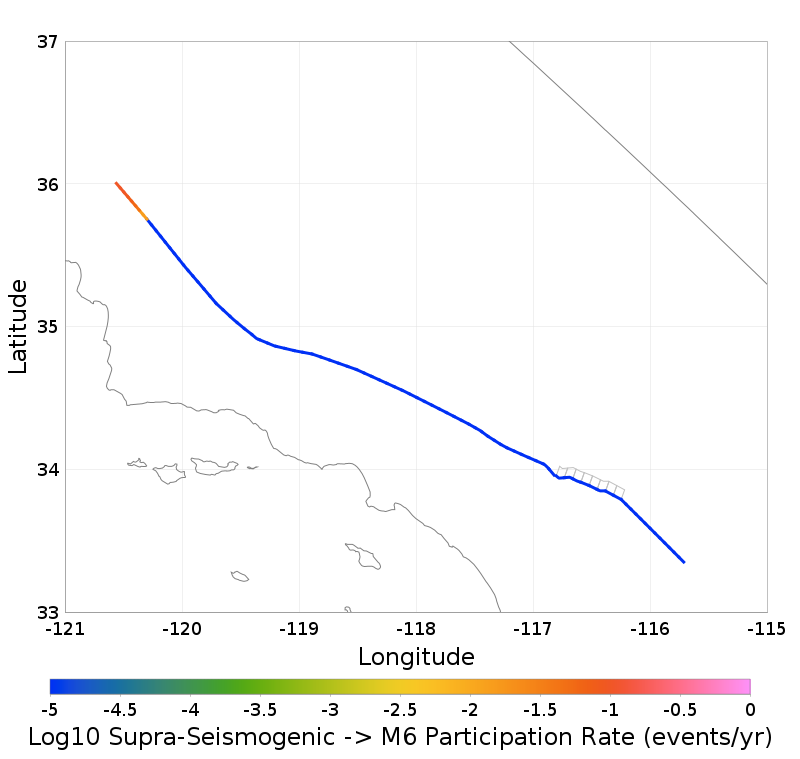 37
36
35
34
33
Latitude
-121 -120 -119 -118 -117 -116 -115
Longitude
-5 -4.5 -4 -3.5 -3 -2.5 -2 -1.5 -1 -0.5 0
Log10 Supra-Seismogenic -> M6 Participation Rate (events/yr)